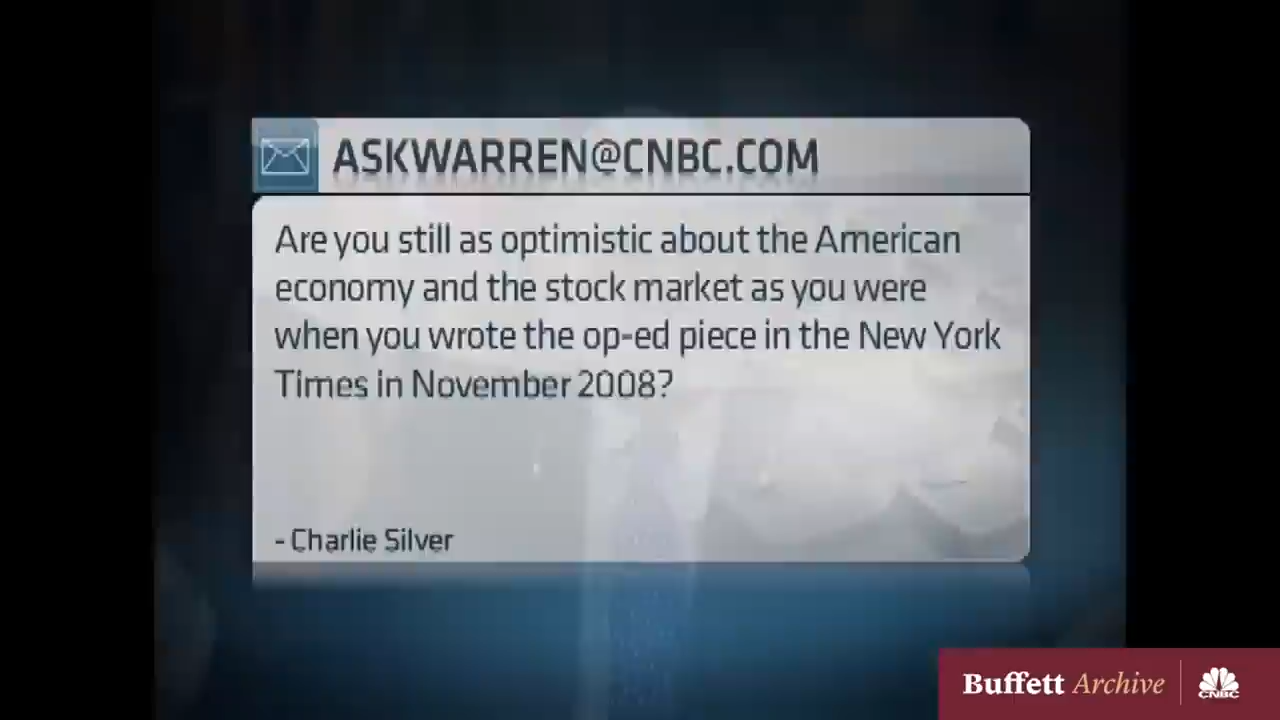 ASKWARREN@CNBC.COM
Are you still as optimistic about the American
economy and the stock market as you were
when you wrote the op-ed piece in the New York
Times in November 2008?
- Charlie Silver
Buffett Archive
CNBC